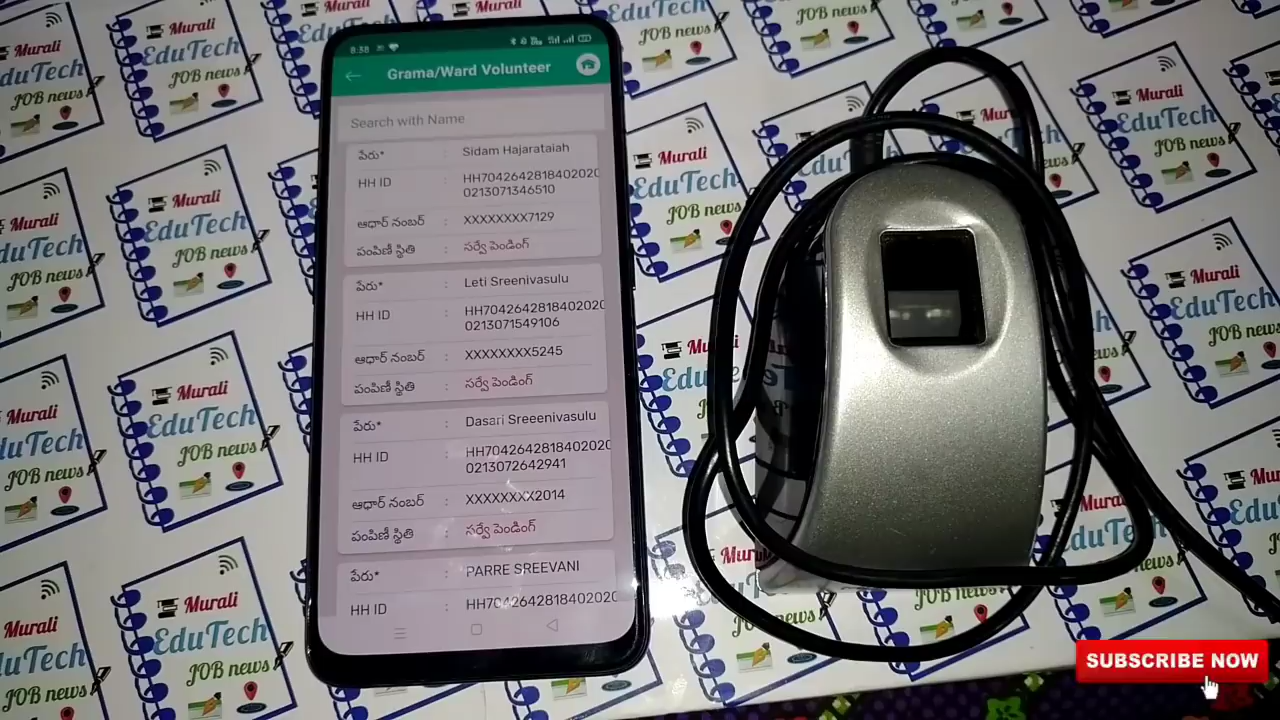 8:38
Grama/Ward Volunteer
Search with Name
పేరు* : Sidam Hajarataiah
HH ID : HH7042642818402020
0213071346510
ఆధార్ నంబర్ : XXXXXXXX7129
పంపిణీ స్థితి : సర్వే పెండింగ్
పేరు* : Leti Sreenivasulu
HH ID : HH7042642818402020
0213071549106
ఆధార్ నంబర్ : XXXXXXXX5245
పంపిణీ స్థితి : సర్వే పెండింగ్
పేరు* : Dasari Sreeenivasulu
HH ID : HH7042642818402020
0213072642941
ఆధార్ నంబర్ : XXXXXXXX2014
పంపిణీ స్థితి : సర్వే పెండింగ్
పేరు* : PARRE SREEVANI
HH ID : HH7042642818402020
Murali
EduTech
JOB news
SUBSCRIBE NOW